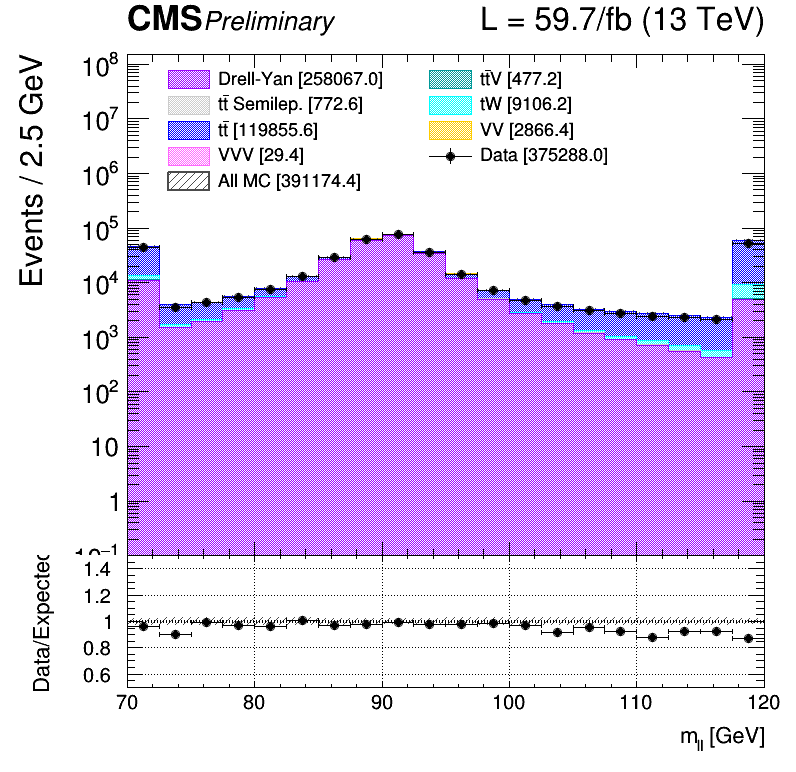 CMS Preliminary L = 59.7/fb (13 TeV)
Events / 2.5 GeV
Drell-Yan [258067.0]
tt̄ Semilep. [772.6]
tt̄ [119855.6]
VVV [29.4]
All MC [391174.4]
tt̄V [477.2]
tW [9106.2]
VV [2866.4]
Data [375288.0]
10⁸
10⁷
10⁶
10⁵
10⁴
10³
10²
10
1
10⁻¹
Data/Expected
1.4
1.2
1
0.8
0.6
70 80 90 100 110 120
m_ll [GeV]